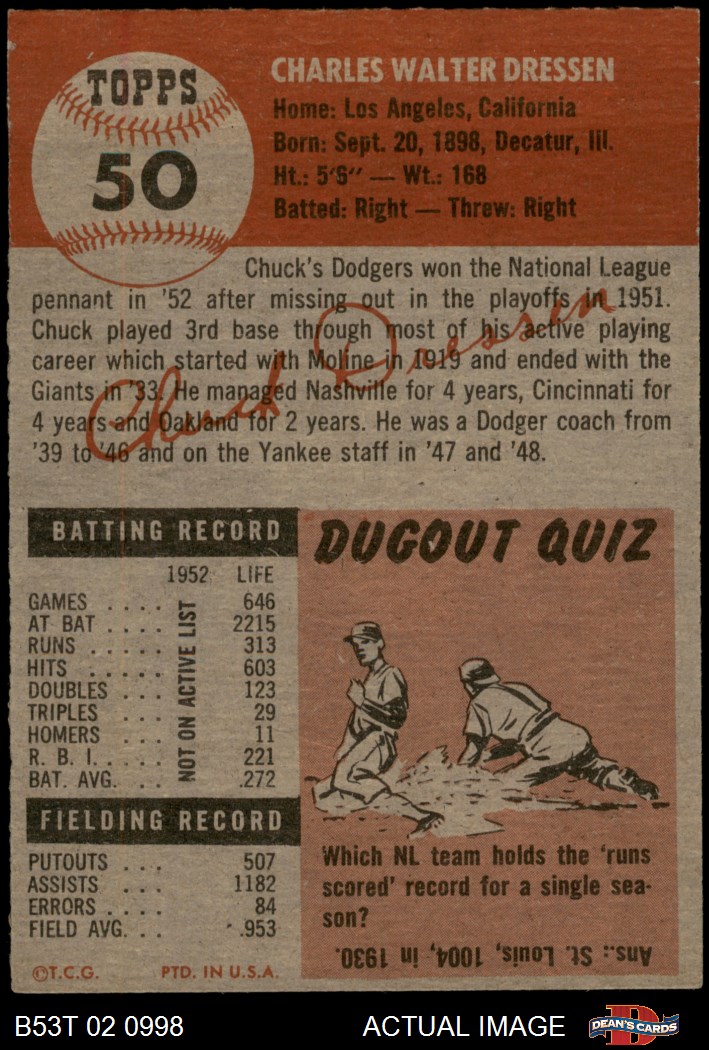 TOPPS
50
CHARLES WALTER DRESSEN
Home: Los Angeles, California
Born: Sept. 20, 1898, Decatur, Ill.
Ht.: 5'6" — Wt.: 168
Batted: Right — Threw: Right
Chuck's Dodgers won the National League
pennant in '52 after missing out in the playoffs in 1951.
Chuck played 3rd base through most of his active playing
career which started with Moline in 1919 and ended with the
Giants in '33. He managed Nashville for 4 years, Cincinnati for
4 years and Oakland for 2 years. He was a Dodger coach from
'39 to '46 and on the Yankee staff in '47 and '48.
Chuck Dressen
BATTING RECORD
1952 LIFE
GAMES .... 646
AT BAT .... 2215
RUNS ..... 313
HITS ..... 603
DOUBLES ... 123
TRIPLES ... 29
HOMERS ... 11
R. B. I.... 221
BAT. AVG. ... .272
NOT ON ACTIVE LIST
FIELDING RECORD
PUTOUTS ... 507
ASSISTS ... 1182
ERRORS .... 84
FIELD AVG. .. .953
©T.C.G. PTD. IN U.S.A.
DUGOUT QUIZ
Which NL team holds the 'runs
scored' record for a single sea-
son?
Ans.: St. Louis, 1004, in 1930.
B53T 02 0998 ACTUAL IMAGE
D
DEAN'S CARDS